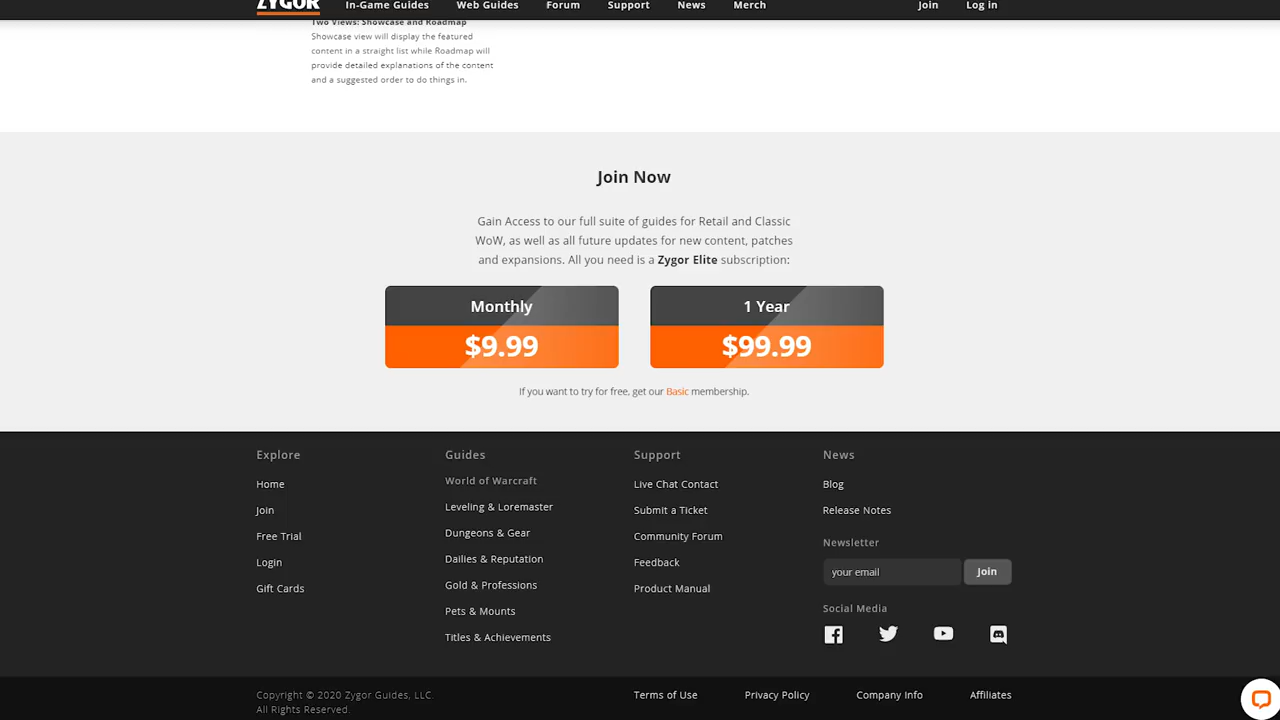 ZYGOR
In-Game Guides
Web Guides
Forum
Support
News
Merch
Join
Log in
Two Views: Showcase and Roadmap
Showcase view will display the featured
content in a straight list while Roadmap will
provide detailed explanations of the content
and a suggested order to do things in.
Join Now
Gain Access to our full suite of guides for Retail and Classic
WoW, as well as all future updates for new content, patches
and expansions. All you need is a Zygor Elite subscription:
Monthly
$9.99
1 Year
$99.99
If you want to try for free, get our Basic membership.
Explore
Home
Join
Free Trial
Login
Gift Cards
Guides
World of Warcraft
Leveling & Loremaster
Dungeons & Gear
Dailies & Reputation
Gold & Professions
Pets & Mounts
Titles & Achievements
Support
Live Chat Contact
Submit a Ticket
Community Forum
Feedback
Product Manual
News
Blog
Release Notes
Newsletter
your email
Join
Social Media
Copyright © 2020 Zygor Guides, LLC.
All Rights Reserved.
Terms of Use
Privacy Policy
Company Info
Affiliates